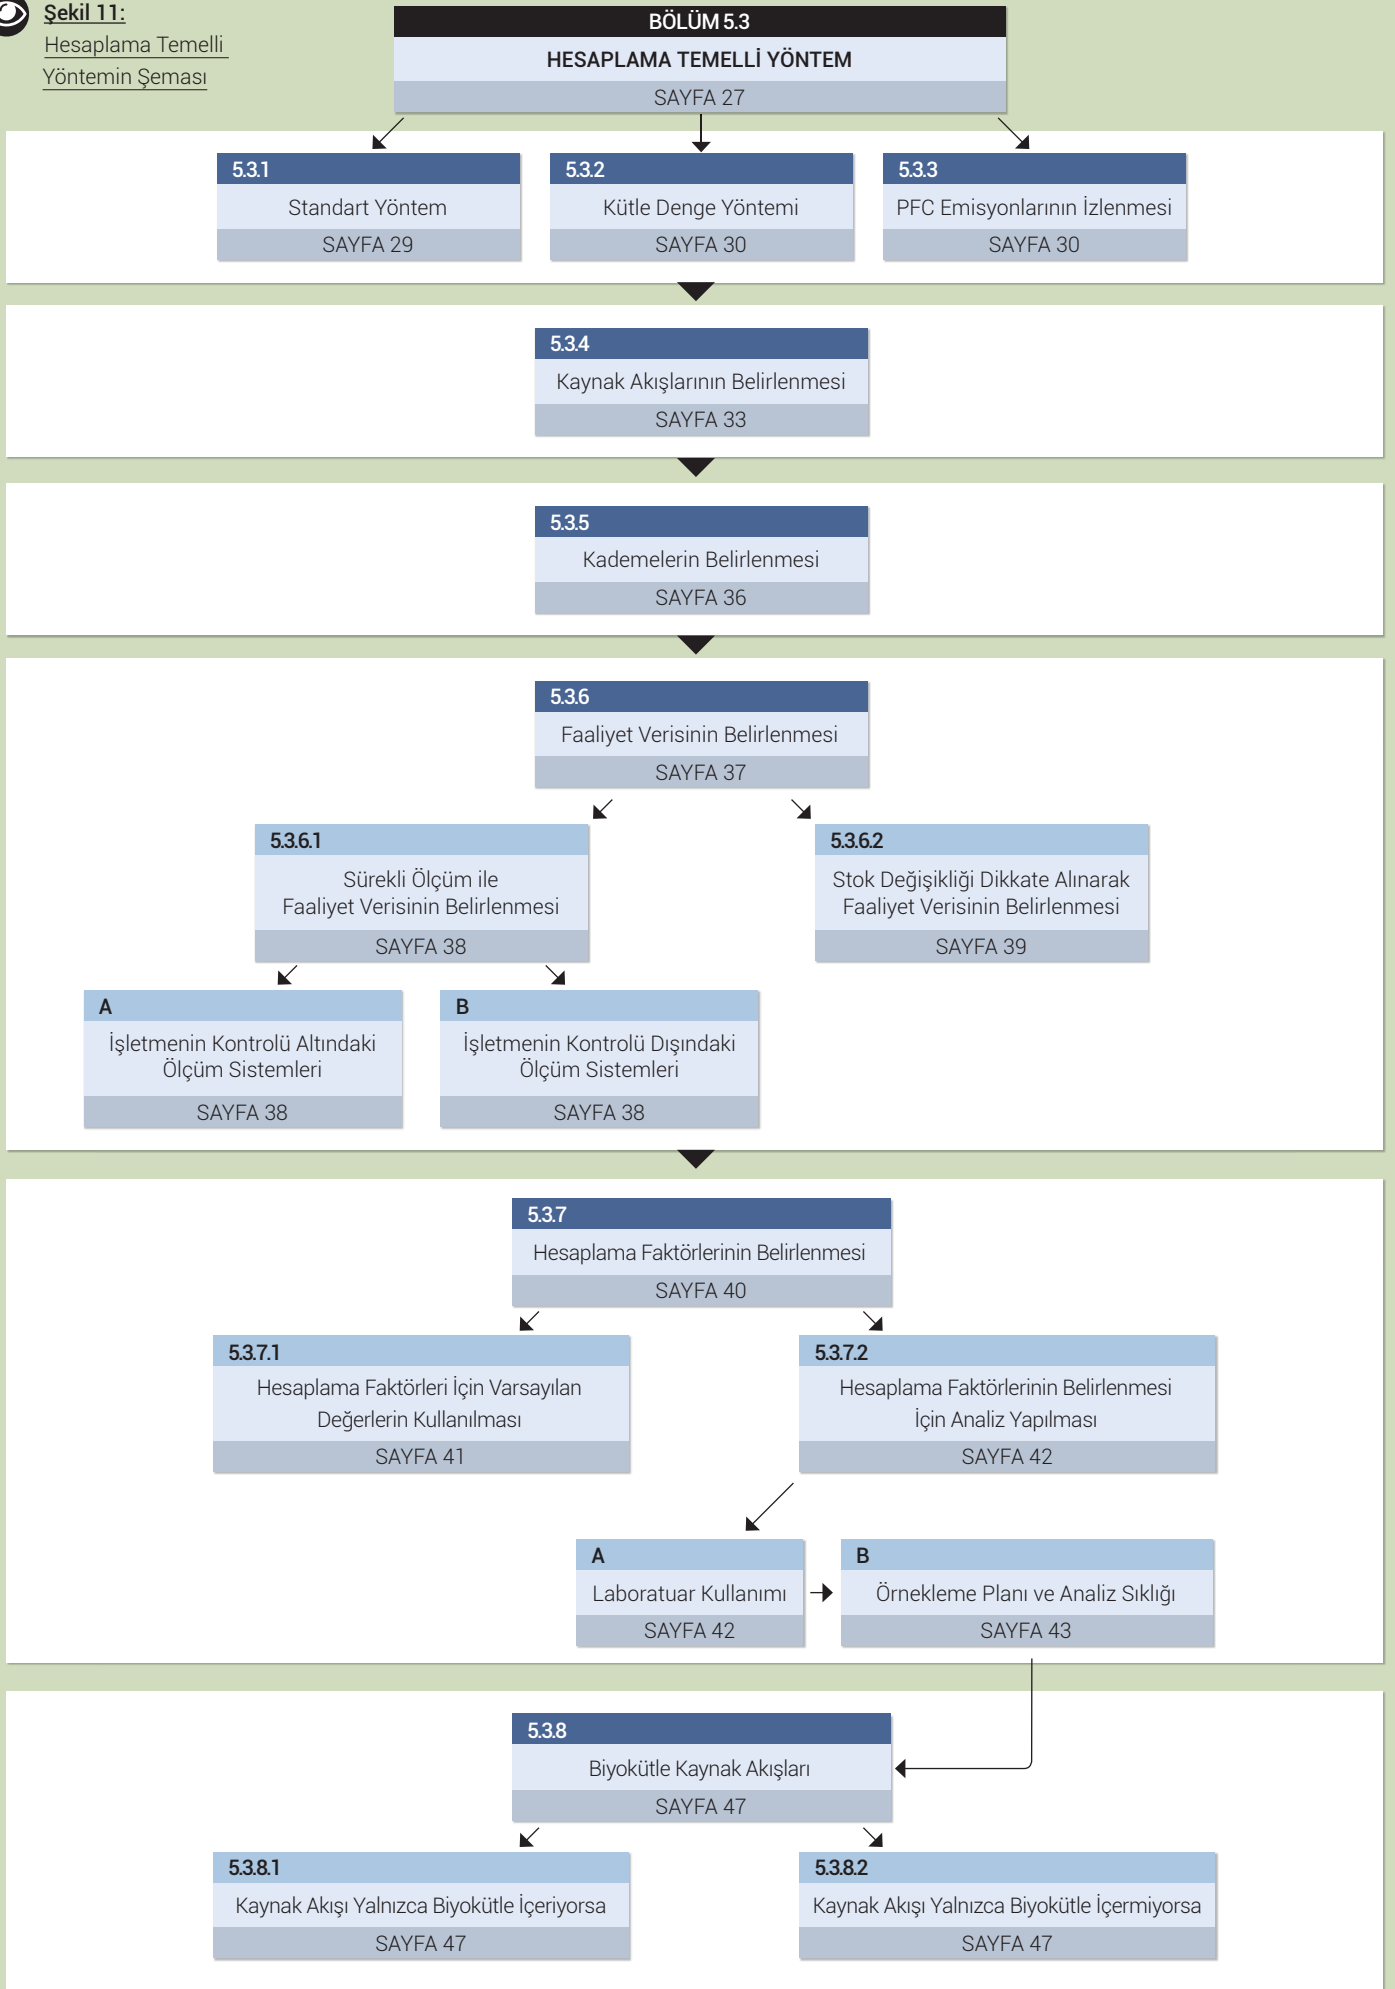 Şekil 11:
Hesaplama Temelli
Yöntemin Şeması
BÖLÜM 5.3
HESAPLAMA TEMELLİ YÖNTEM
SAYFA 27
5.3.1
Standart Yöntem
SAYFA 29
5.3.2
Kütle Denge Yöntemi
SAYFA 30
5.3.3
PFC Emisyonlarının İzlenmesi
SAYFA 30
5.3.4
Kaynak Akışlarının Belirlenmesi
SAYFA 33
5.3.5
Kademelerin Belirlenmesi
SAYFA 36
5.3.6
Faaliyet Verisinin Belirlenmesi
SAYFA 37
5.3.6.1
Sürekli Ölçüm ile
Faaliyet Verisinin Belirlenmesi
SAYFA 38
5.3.6.2
Stok Değişikliği Dikkate Alınarak
Faaliyet Verisinin Belirlenmesi
SAYFA 39
A
İşletmenin Kontrolü Altındaki
Ölçüm Sistemleri
SAYFA 38
B
İşletmenin Kontrolü Dışındaki
Ölçüm Sistemleri
SAYFA 38
5.3.7
Hesaplama Faktörlerinin Belirlenmesi
SAYFA 40
5.3.7.1
Hesaplama Faktörleri İçin Varsayılan
Değerlerin Kullanılması
SAYFA 41
5.3.7.2
Hesaplama Faktörlerinin Belirlenmesi
İçin Analiz Yapılması
SAYFA 42
A
Laboratuar Kullanımı
SAYFA 42
B
Örnekleme Planı ve Analiz Sıklığı
SAYFA 43
5.3.8
Biyokütle Kaynak Akışları
SAYFA 47
5.3.8.1
Kaynak Akışı Yalnızca Biyokütle İçeriyorsa
SAYFA 47
5.3.8.2
Kaynak Akışı Yalnızca Biyokütle İçermiyorsa
SAYFA 47